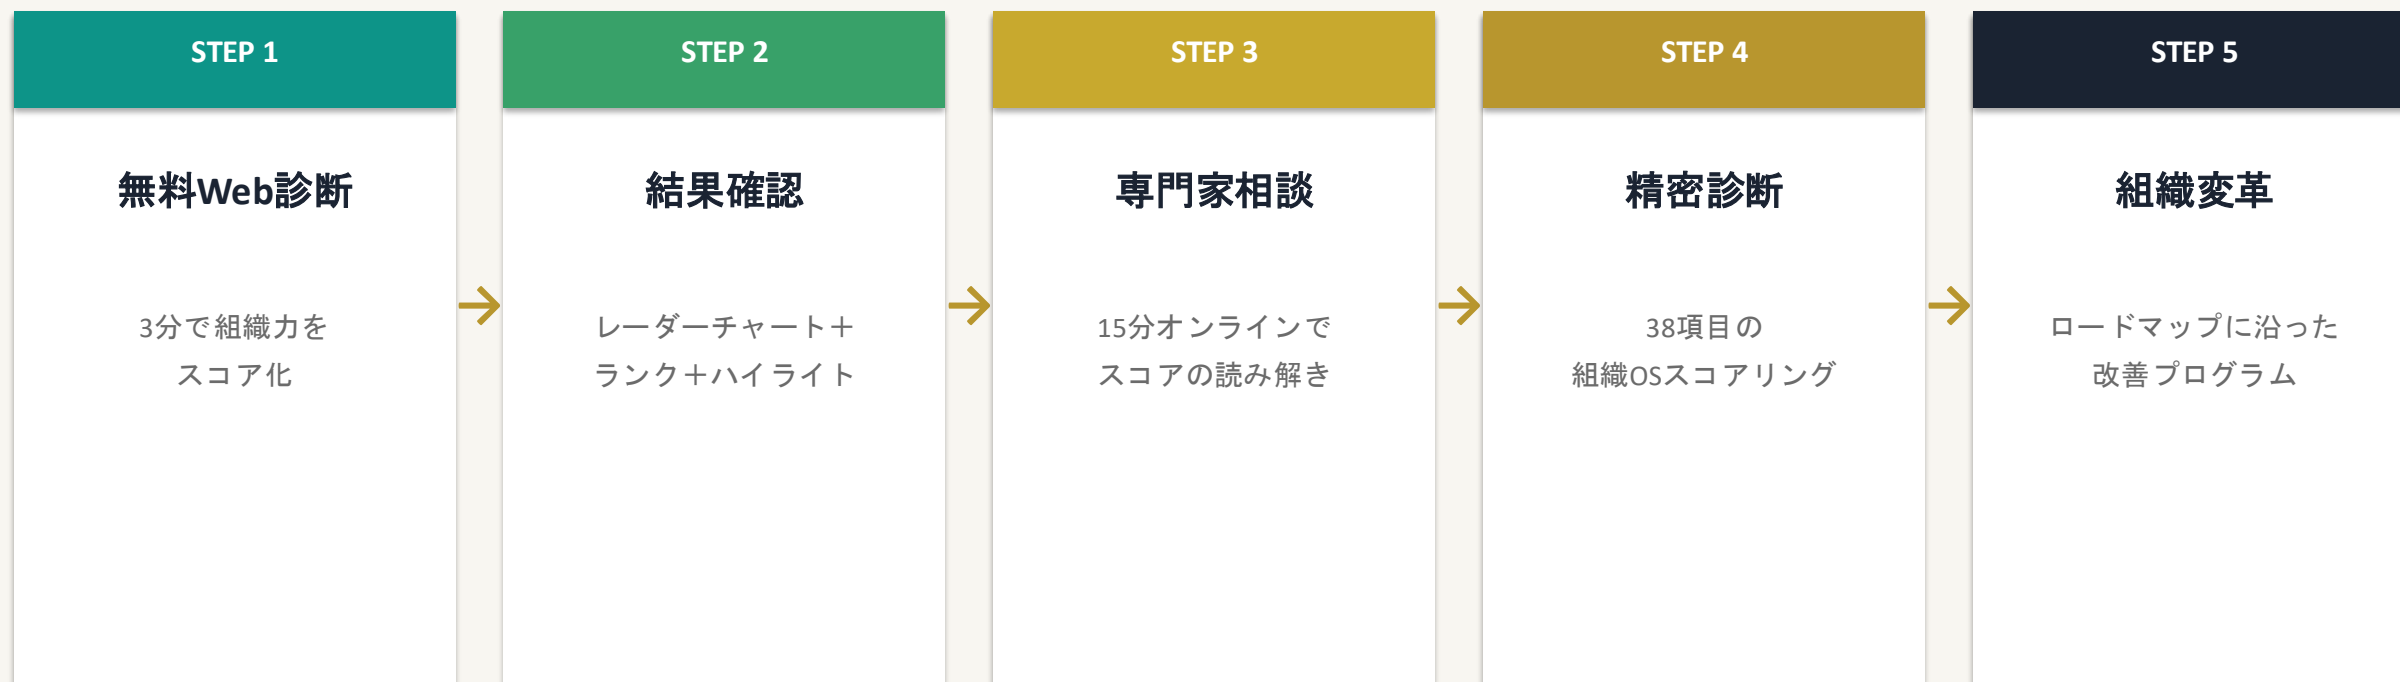 STEP 1
無料Web診断
3分で組織力を
スコア化
→
STEP 2
結果確認
レーダーチャート＋
ランク＋ハイライト
→
STEP 3
専門家相談
15分オンラインで
スコアの読み解き
→
STEP 4
精密診断
38項目の
組織OSスコアリング
→
STEP 5
組織変革
ロードマップに沿った
改善プログラム